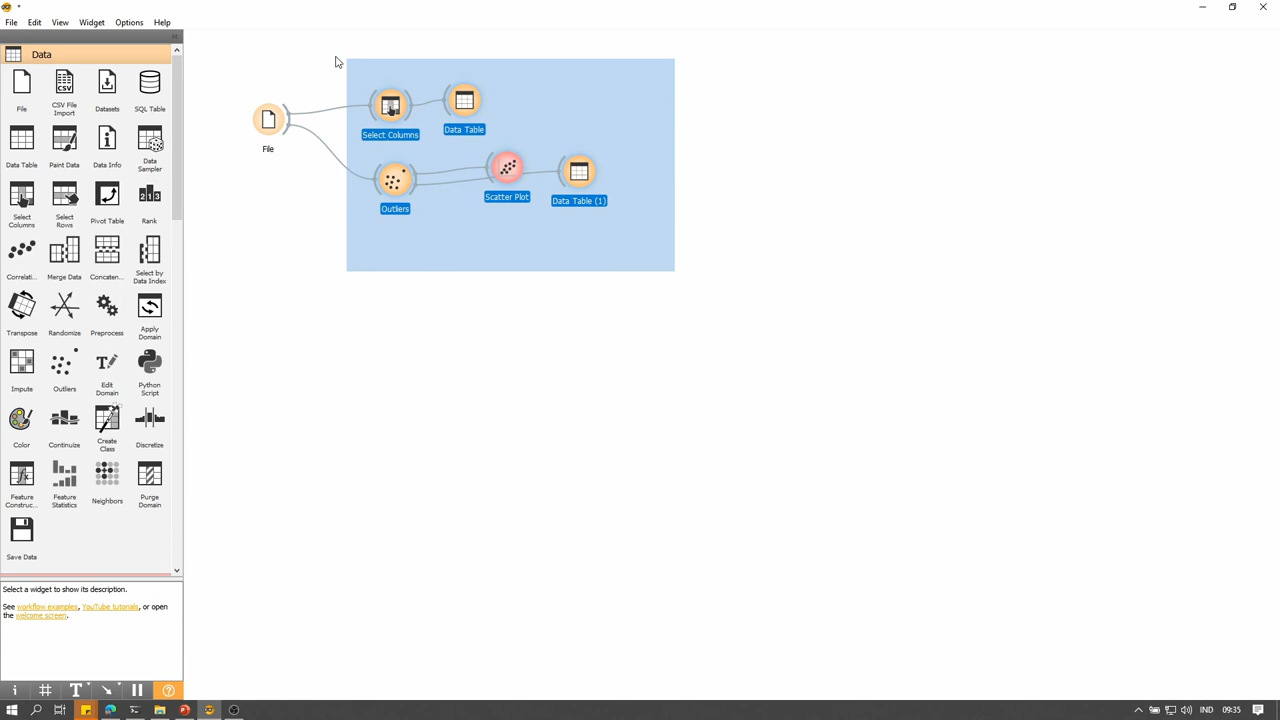 File Edit View Widget Options Help
Data
File
CSV File
Import
Datasets
SQL Table
Data Table
Paint Data
Data Info
Data
Sampler
Select
Columns
Select
Rows
Pivot Table
Rank
Correlati...
Merge Data
Concaten...
Select by
Data Index
Transpose
Randomize
Preprocess
Apply
Domain
Impute
Outliers
Edit
Domain
Python
Script
Color
Continuize
Create
Class
Discretize
Feature
Construc...
Feature
Statistics
Neighbors
Purge
Domain
Save Data
Select a widget to show its description.
See workflow examples, YouTube tutorials, or open
the welcome screen.
File
Select Columns
Data Table
Outliers
Scatter Plot
Data Table (1)
IND 09:35